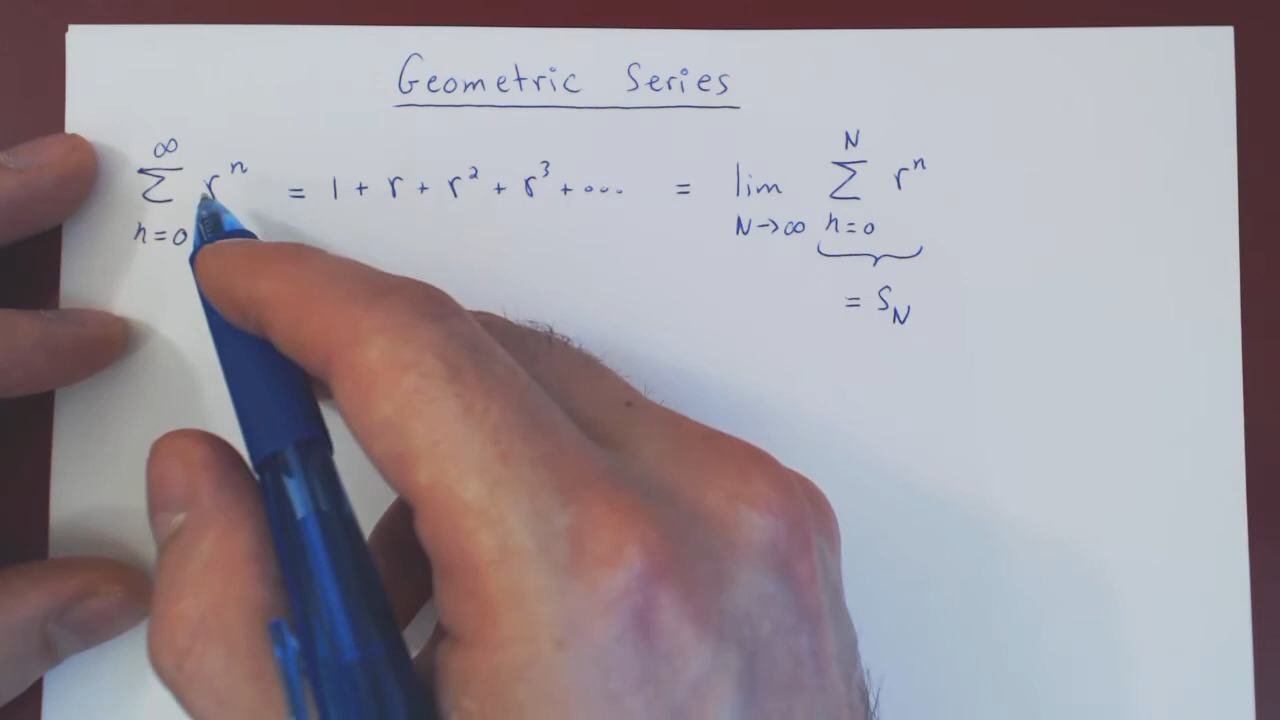 Geometric Series
∞ N
∑ rⁿ = 1 + r + r² + r³ + ... = lim ∑ rⁿ
n=0 N→∞ n=0
= S_N